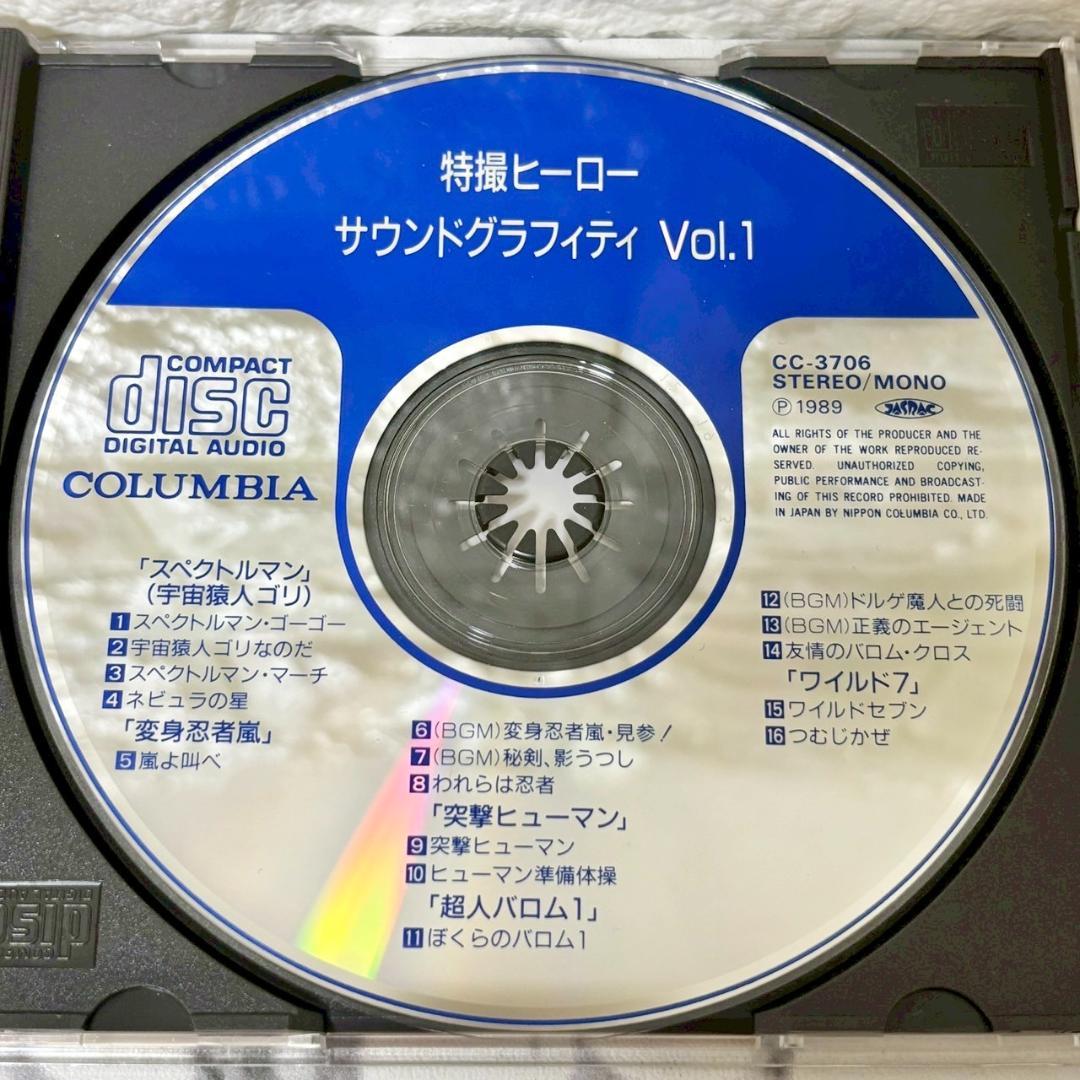 特撮ヒーロー
サウンドグラフィティ Vol.1
COMPACT
disc
DIGITAL AUDIO
COLUMBIA
CC-3706
STEREO/MONO
Ⓟ1989 JASRAC
ALL RIGHTS OF THE PRODUCER AND THE
OWNER OF THE WORK REPRODUCED RE-
SERVED. UNAUTHORIZED COPYING,
PUBLIC PERFORMANCE AND BROADCAST-
ING OF THIS RECORD PROHIBITED. MADE
IN JAPAN BY NIPPON COLUMBIA CO., LTD.
「スペクトルマン」
(宇宙猿人ゴリ)
1 スペクトルマン・ゴーゴー
2 宇宙猿人ゴリなのだ
3 スペクトルマン・マーチ
4 ネビュラの星
「変身忍者嵐」
5 嵐よ叫べ
6 (BGM)変身忍者嵐・見参!
7 (BGM)秘剣、影うつし
8 われらは忍者
「突撃ヒューマン」
9 突撃ヒューマン
10 ヒューマン準備体操
「超人バロム1」
11 ぼくらのバロム1
12 (BGM)ドルゲ魔人との死闘
13 (BGM)正義のエージェント
14 友情のバロム・クロス
「ワイルド7」
15 ワイルドセブン
16 つむじかぜ